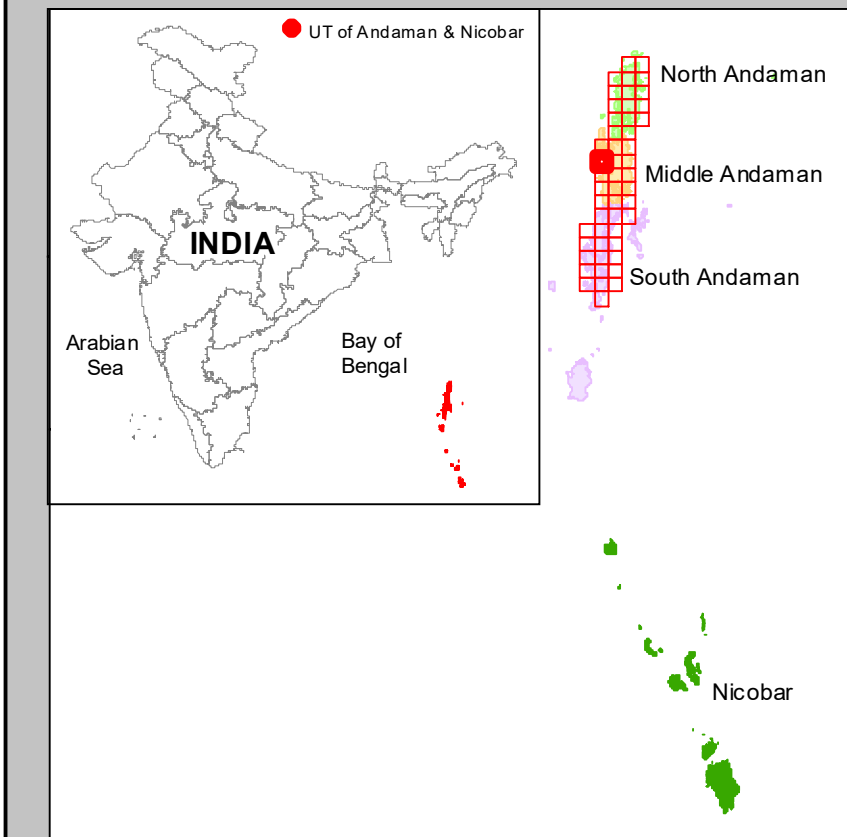 UT of Andaman & Nicobar
North Andaman
Middle Andaman
INDIA
South Andaman
Arabian
Sea
Bay of
Bengal
Nicobar